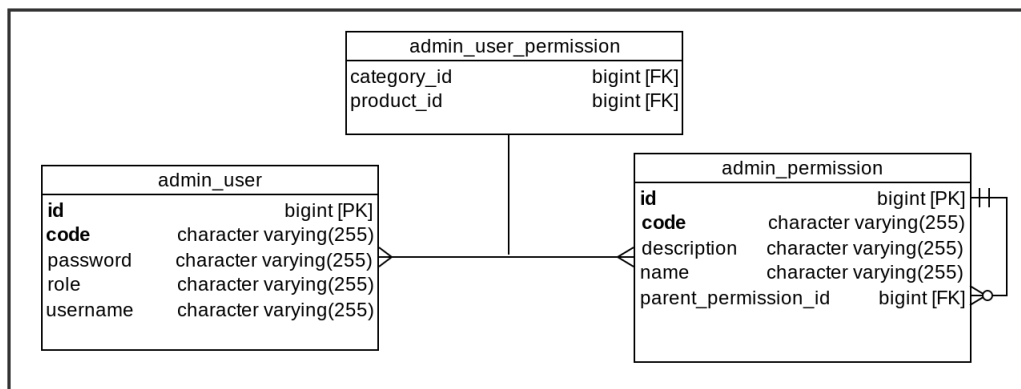 admin_user_permission
category_id bigint [FK]
product_id bigint [FK]
admin_user
id bigint [PK]
code character varying(255)
password character varying(255)
role character varying(255)
username character varying(255)
admin_permission
id bigint [PK]
code character varying(255)
description character varying(255)
name character varying(255)
parent_permission_id bigint [FK]